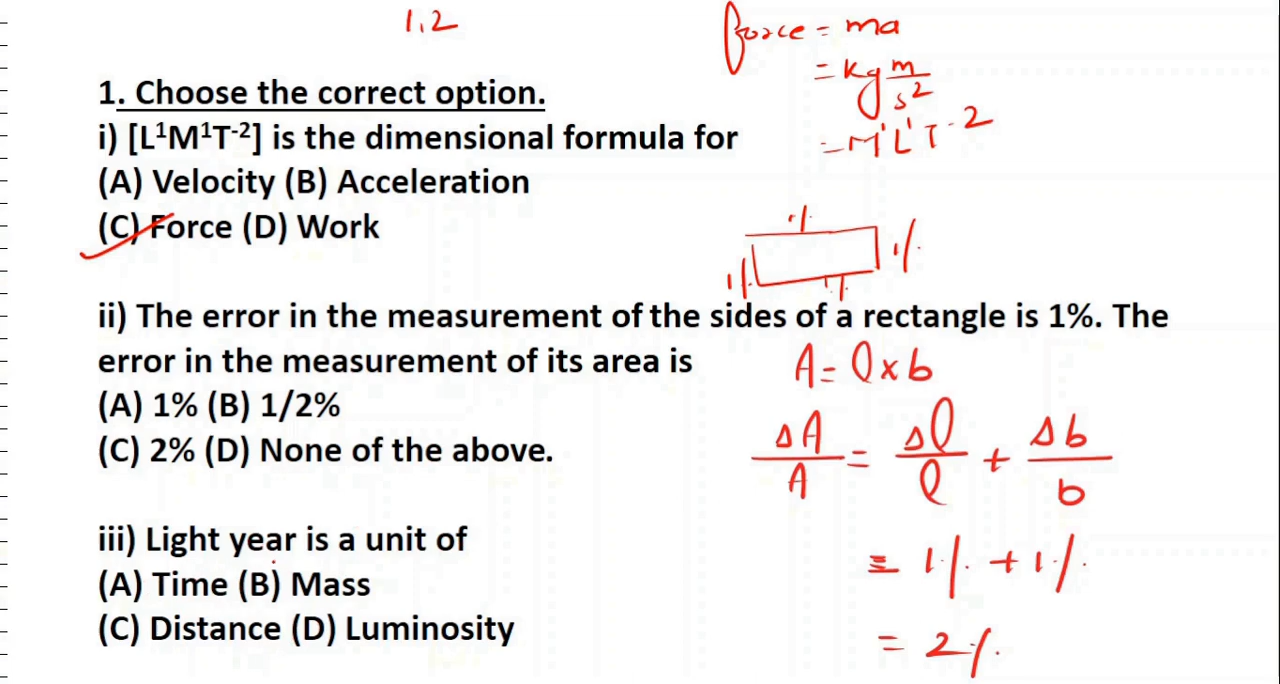 1.2
force = ma
= kg m/s²
= M¹L¹T⁻²
1. Choose the correct option.
i) [L¹M¹T⁻²] is the dimensional formula for
(A) Velocity (B) Acceleration
(C) Force (D) Work
1%
1%
1%
1%
ii) The error in the measurement of the sides of a rectangle is 1%. The
error in the measurement of its area is
(A) 1% (B) 1/2%
(C) 2% (D) None of the above.
A = l x b
ΔA/A = Δl/l + Δb/b
= 1% + 1%
= 2%
iii) Light year is a unit of
(A) Time (B) Mass
(C) Distance (D) Luminosity